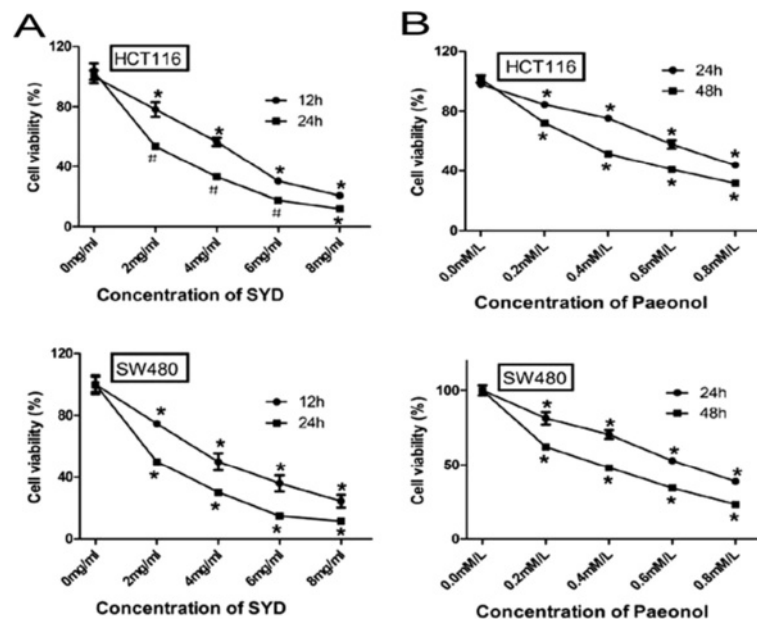 A
HCT116
Cell viability (%)
120
80
40
0
12h
24h
*
*
*
*
#
#
#
*
0mg/ml
2mg/ml
4mg/ml
6mg/ml
8mg/ml
Concentration of SYD
B
HCT116
Cell viability (%)
120
80
40
0
24h
48h
*
*
*
*
*
*
*
*
0.0mM/L
0.2mM/L
0.4mM/L
0.6mM/L
0.8mM/L
Concentration of Paeonol
SW480
Cell viability (%)
120
80
40
0
12h
24h
*
*
*
*
*
*
*
*
0mg/ml
2mg/ml
4mg/ml
6mg/ml
8mg/ml
Concentration of SYD
SW480
Cell viability (%)
100
50
0
24h
48h
*
*
*
*
*
*
*
*
0.0mM/L
0.2mM/L
0.4mM/L
0.6mM/L
0.8mM/L
Concentration of Paeonol